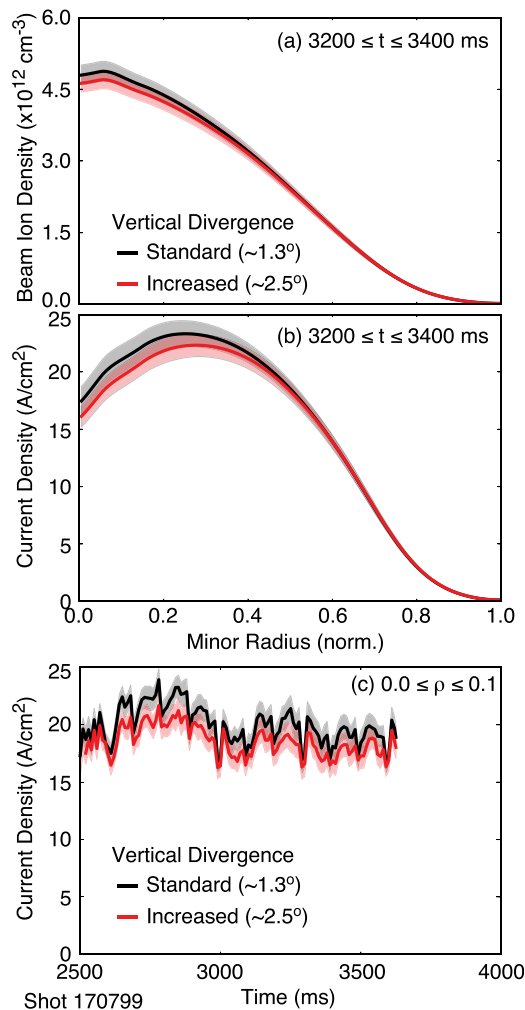 6.0
4.5
3.0
1.5
0.0
Beam Ion Density (x10¹² cm⁻³)
(a) 3200 ≤ t ≤ 3400 ms
Vertical Divergence
Standard (~1.3º)
Increased (~2.5º)
25
20
15
10
5
0
Current Density (A/cm²)
(b) 3200 ≤ t ≤ 3400 ms
0.0 0.2 0.4 0.6 0.8 1.0
Minor Radius (norm.)
25
20
15
10
5
0
Current Density (A/cm²)
(c) 0.0 ≤ ρ ≤ 0.1
Vertical Divergence
Standard (~1.3º)
Increased (~2.5º)
2500 3000 3500 4000
Time (ms)
Shot 170799